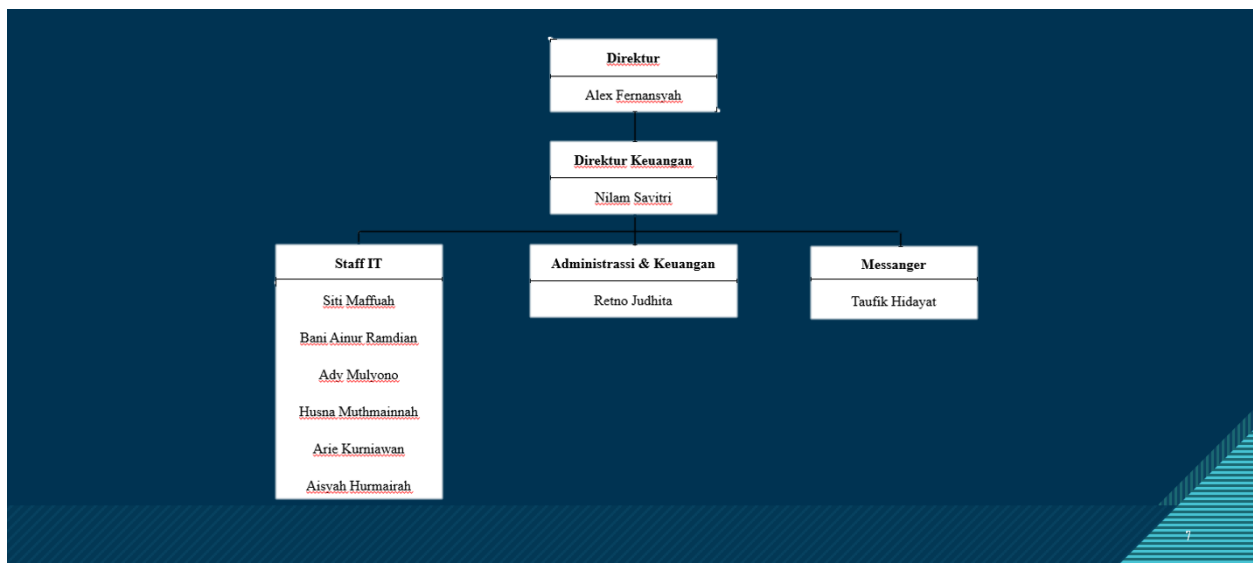 Direktur
Alex Fernansyah
Direktur Keuangan
Nilam Savitri
Staff IT
Siti Maffuah
Bani Ainur Ramdian
Ady Mulyono
Husna Muthmainnah
Arie Kurniawan
Aisyah Hurmairah
Administrassi & Keuangan
Retno Judhita
Messanger
Taufik Hidayat
7